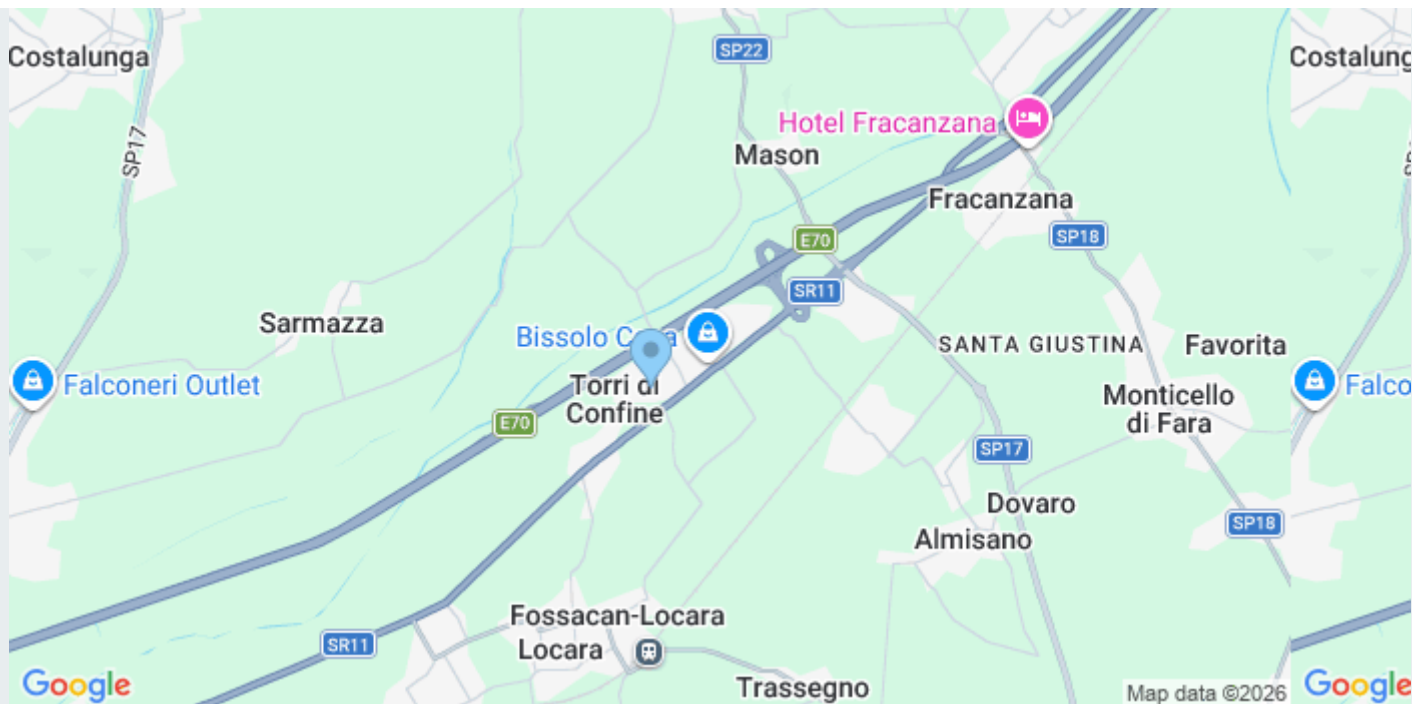 Costalunga
SP22
Costalung
SP17
Hotel Fracanzana
Mason
Fracanzana
SP18
E70
SR11
Sarmazza
Bissolo
SANTA GIUSTINA
Favorita
Falconeri Outlet
Torri di
Confine
Monticello
di Fara
Falco
E70
SP17
Dovaro
SP18
Almisano
Fossacan-Locara
SR11
Locara
Trassegno
Google
Map data ©2026
Google